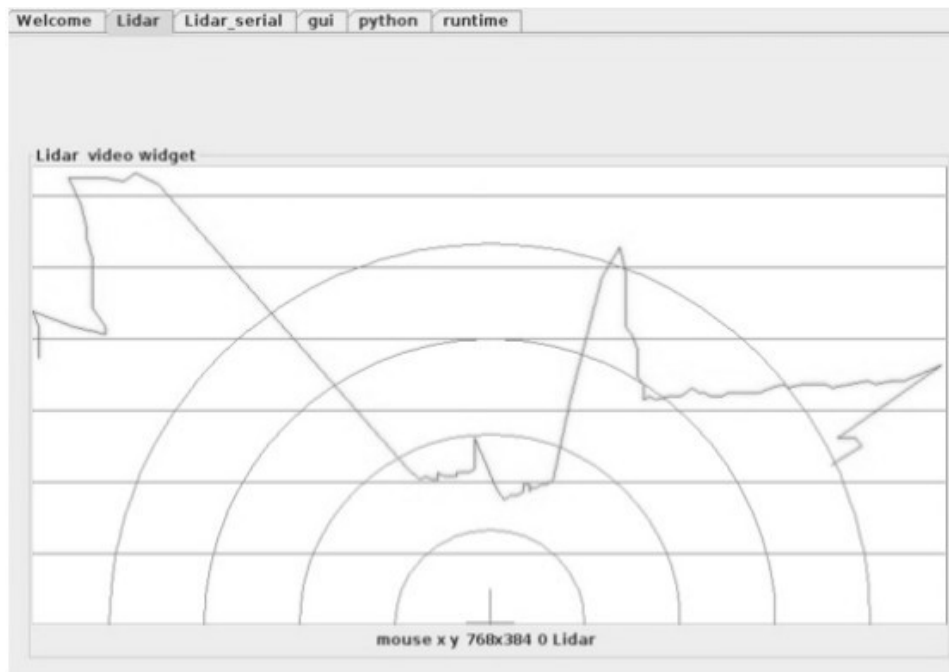 Welcome Lidar Lidar_serial gui python runtime
Lidar video widget
mouse x y 768x384 0 Lidar